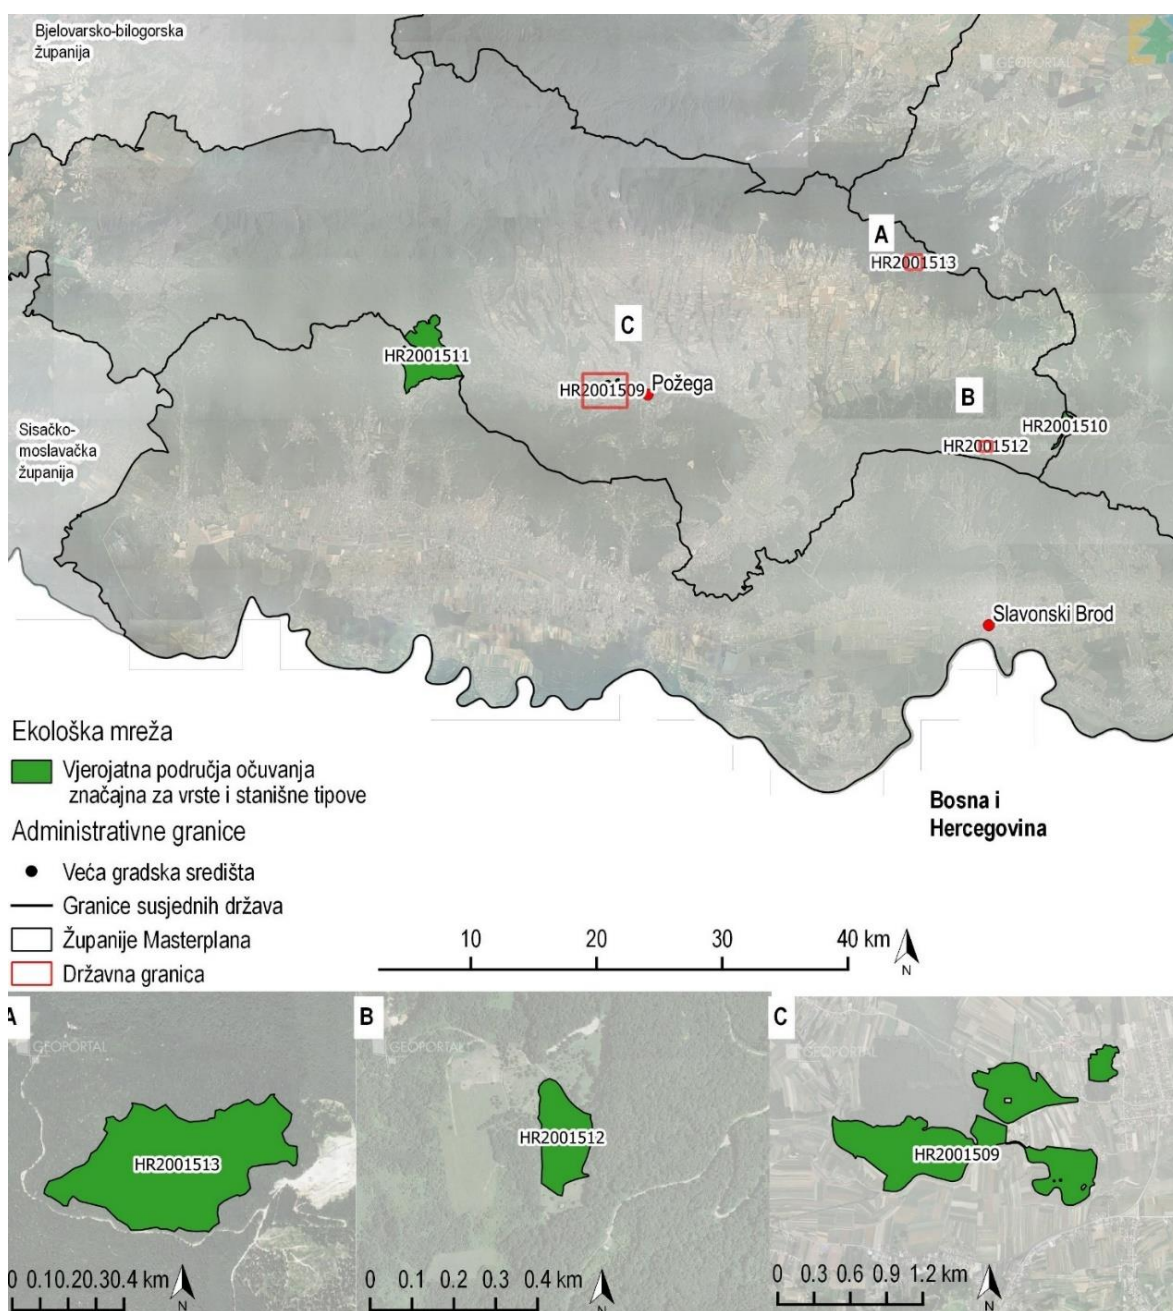 Bjelovarsko-bilogorska
županija
GEOPORTAL
A
HR2001513
C
HR2001511
HR2001509
Požega
B
HR2001510
HR2001512
Sisačko-
moslavačka
županija
Slavonski Brod
Ekološka mreža
Vjerojatna područja očuvanja
značajna za vrste i stanišne tipove
Bosna i
Hercegovina
Administrativne granice
Veća gradska središta
Granice susjednih država
Županije Masterplana
Državna granica
10 20 30 40 km
N
A
GEOPORTAL
HR2001513
0 0.10.20.30.4 km
N
B
GEOPORTAL
HR2001512
0 0.1 0.2 0.3 0.4 km
N
C
GEOPORTAL
HR2001509
0 0.3 0.6 0.9 1.2 km
N